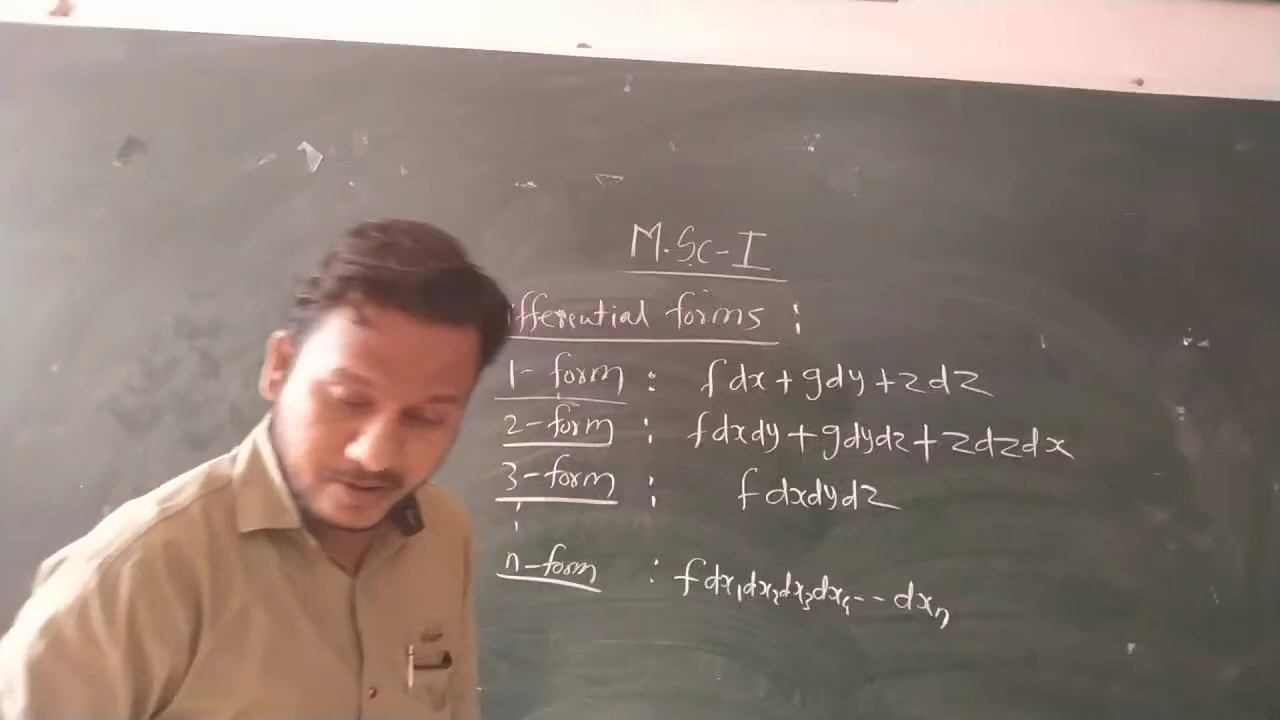 M.Sc-I
ifferential forms :
1-form : fdx+gdy+zdz
2-form : fdxdy+gdydz+zdzdx
3-form : fdxdydz
⋮
n-form : fdx₁dx₂dx₃dx₄-- dxₙ